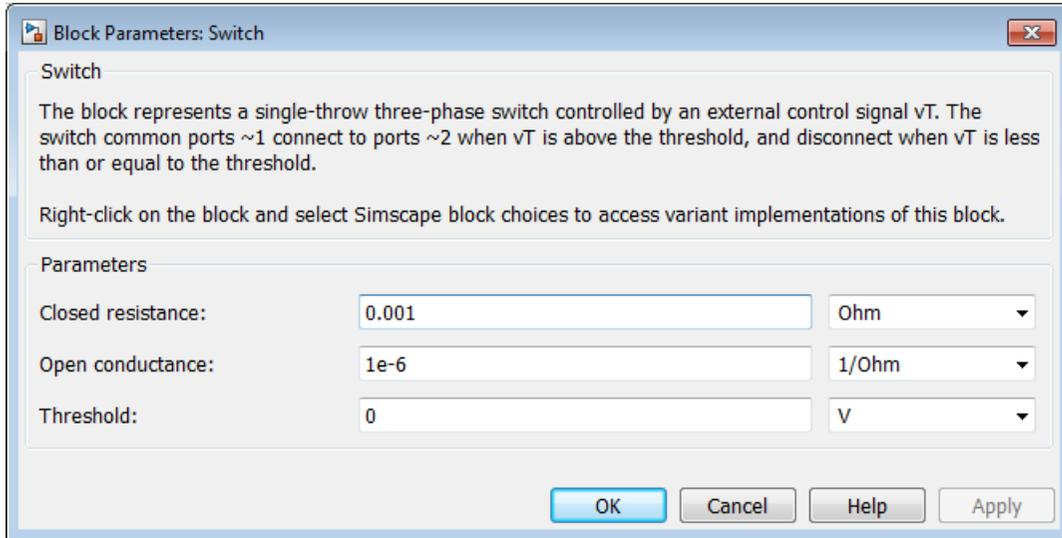 Block Parameters: Switch
Switch
The block represents a single-throw three-phase switch controlled by an external control signal vT. The
switch common ports ~1 connect to ports ~2 when vT is above the threshold, and disconnect when vT is less
than or equal to the threshold.
Right-click on the block and select Simscape block choices to access variant implementations of this block.
Parameters
Closed resistance: 0.001 Ohm
Open conductance: 1e-6 1/Ohm
Threshold: 0 V
OK Cancel Help Apply